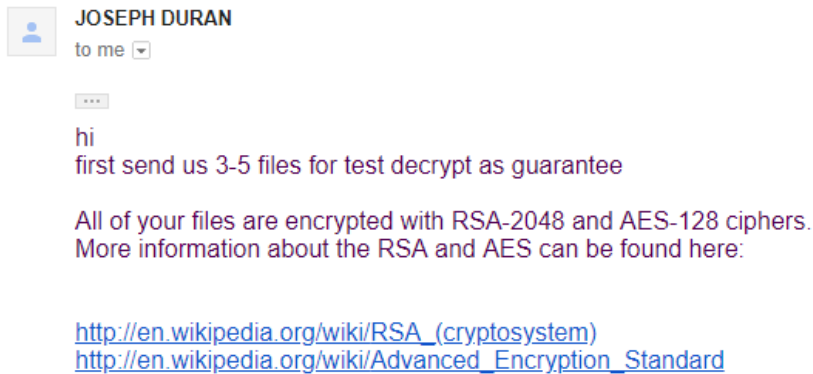 JOSEPH DURAN
to me
...
hi
first send us 3-5 files for test decrypt as guarantee
All of your files are encrypted with RSA-2048 and AES-128 ciphers.
More information about the RSA and AES can be found here:
http://en.wikipedia.org/wiki/RSA_(cryptosystem)
http://en.wikipedia.org/wiki/Advanced_Encryption_Standard